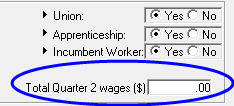 Union: Yes No
Apprenticeship: Yes No
Incumbent Worker: Yes No
Total Quarter 2 wages ($) .00